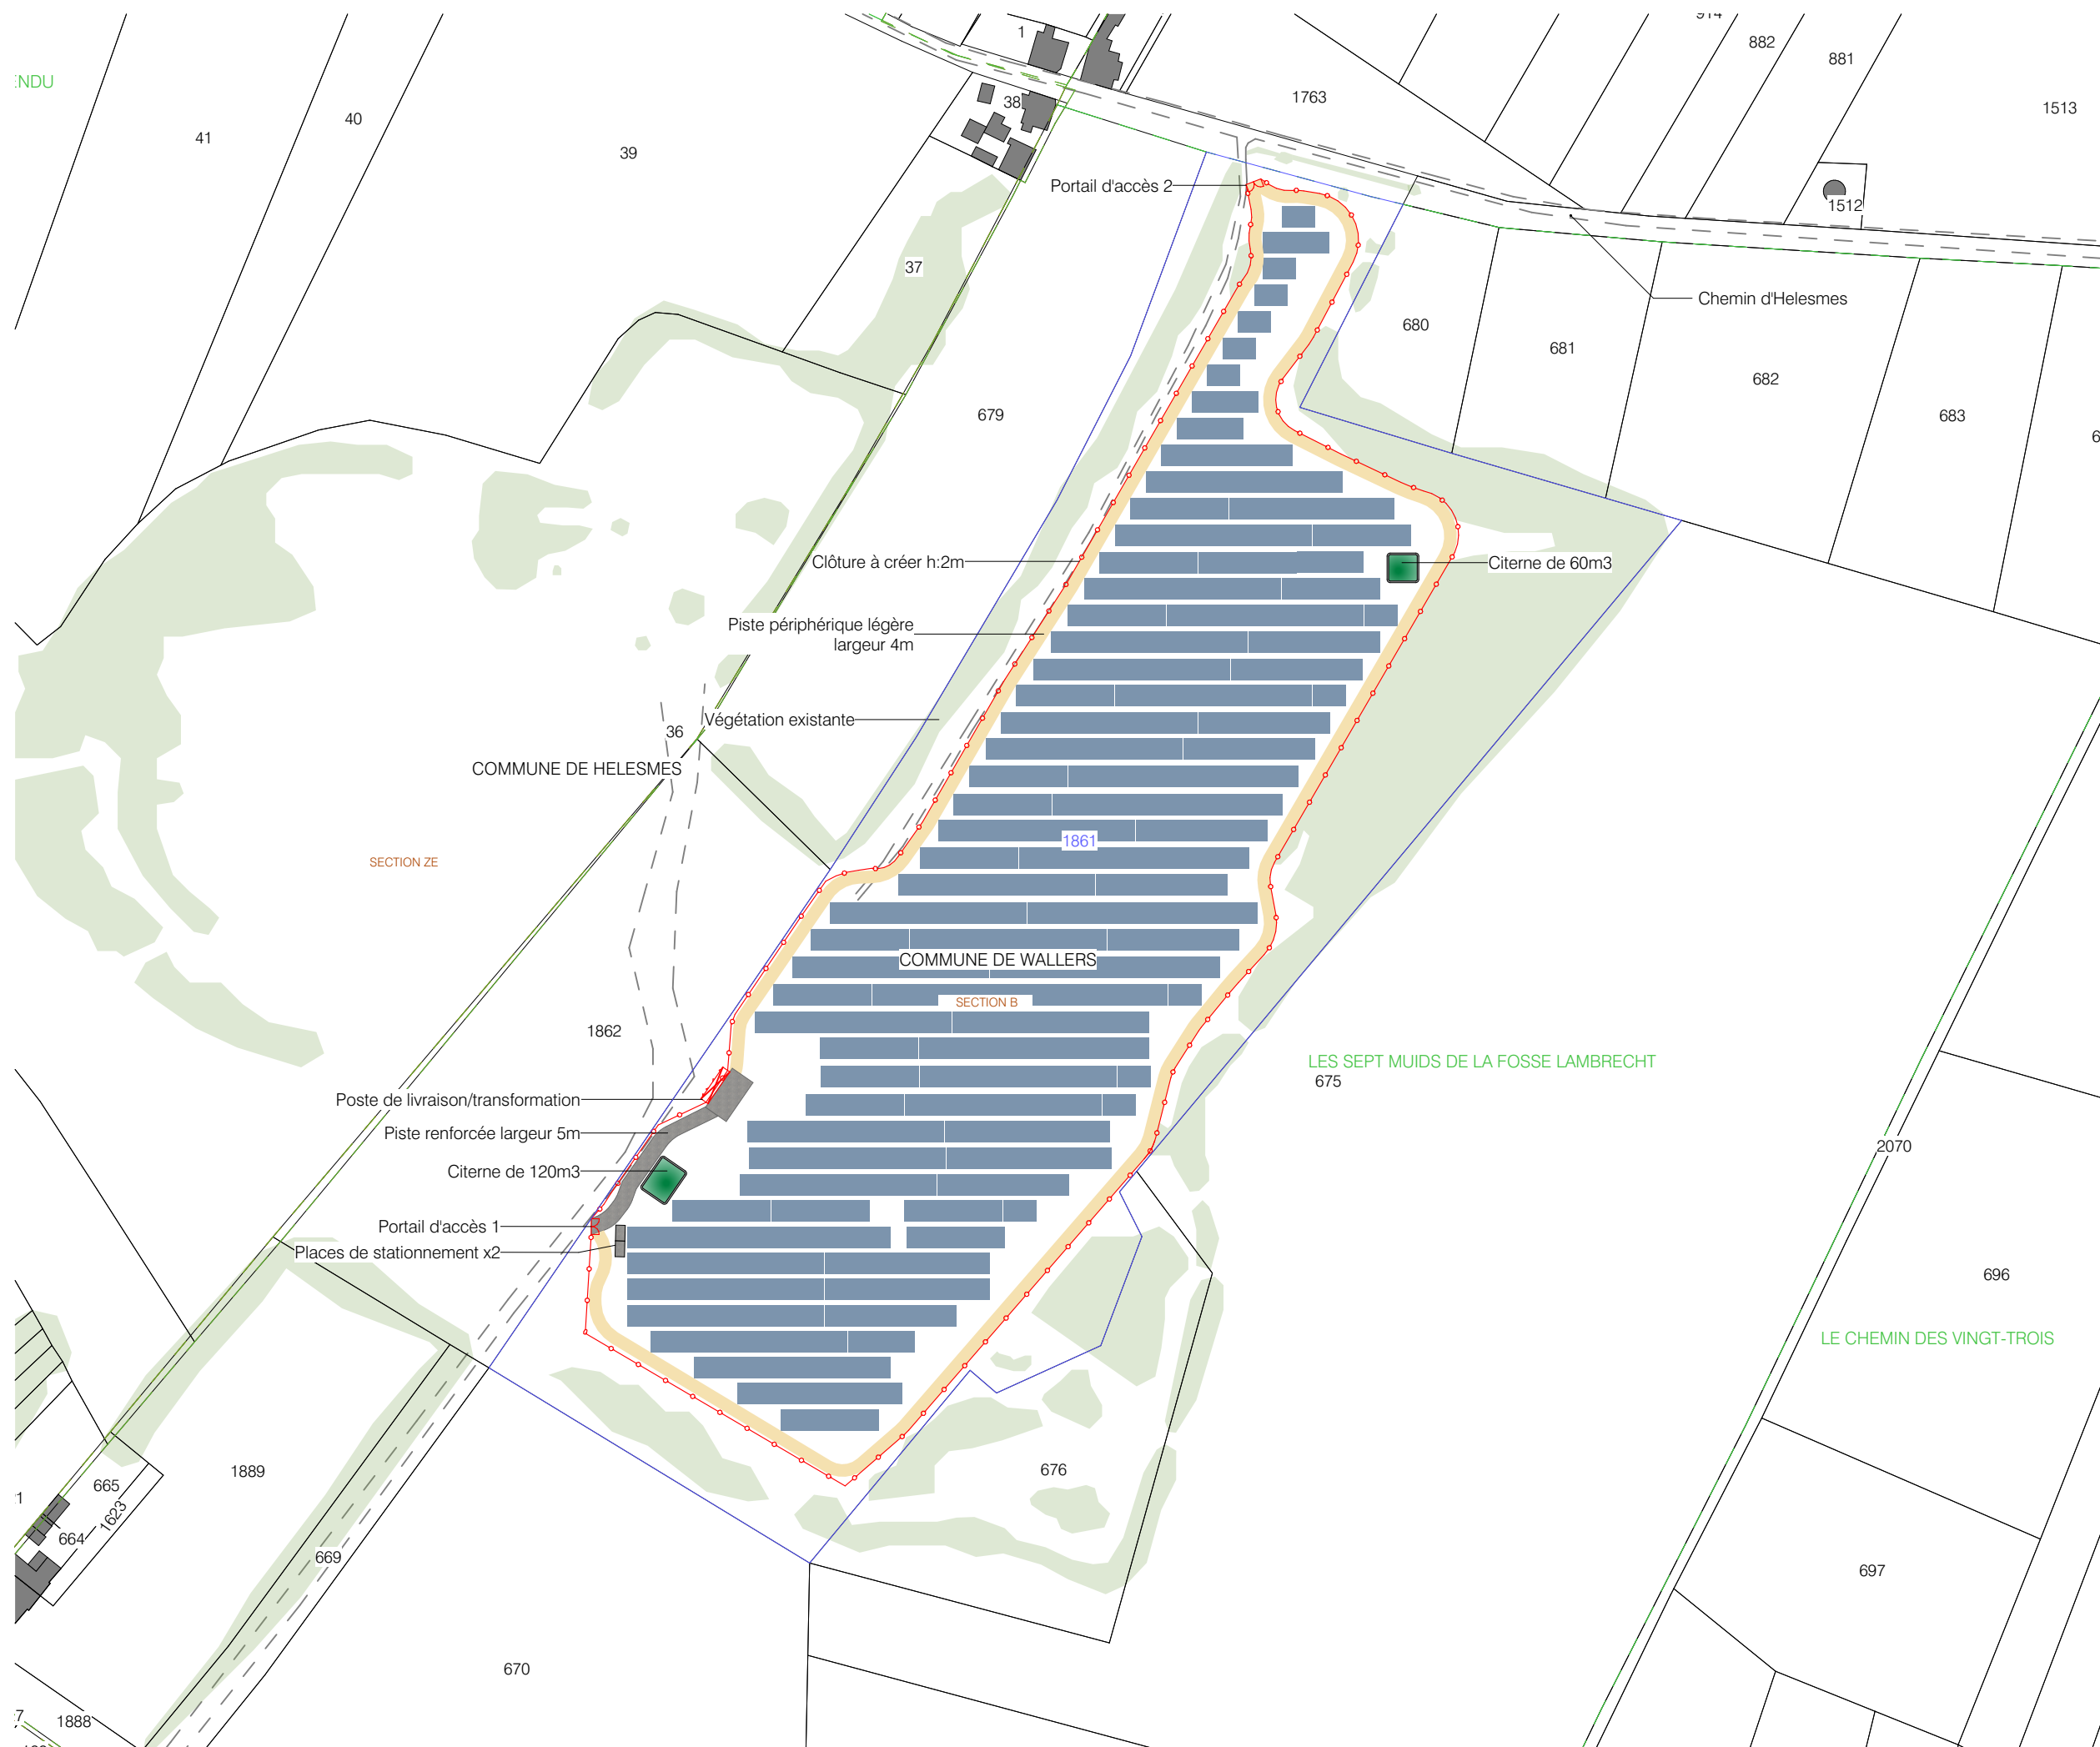 1
914
882
881
1513
1763
38
1512
ENDU
41
40
39
37
Portail d'accès 2
Chemin d'Helesmes
680
681
682
683
679
Clôture à créer h:2m
Citerne de 60m3
Piste périphérique légère
largeur 4m
Végétation existante
36
COMMUNE DE HELESMES
1861
SECTION ZE
COMMUNE DE WALLERS
SECTION B
1862
LES SEPT MUIDS DE LA FOSSE LAMBRECHT
675
Poste de livraison/transformation
Piste renforcée largeur 5m
Citerne de 120m3
Portail d'accès 1
Places de stationnement x2
2070
696
LE CHEMIN DES VINGT-TROIS
1889
676
665
1623
664
669
697
670
1888